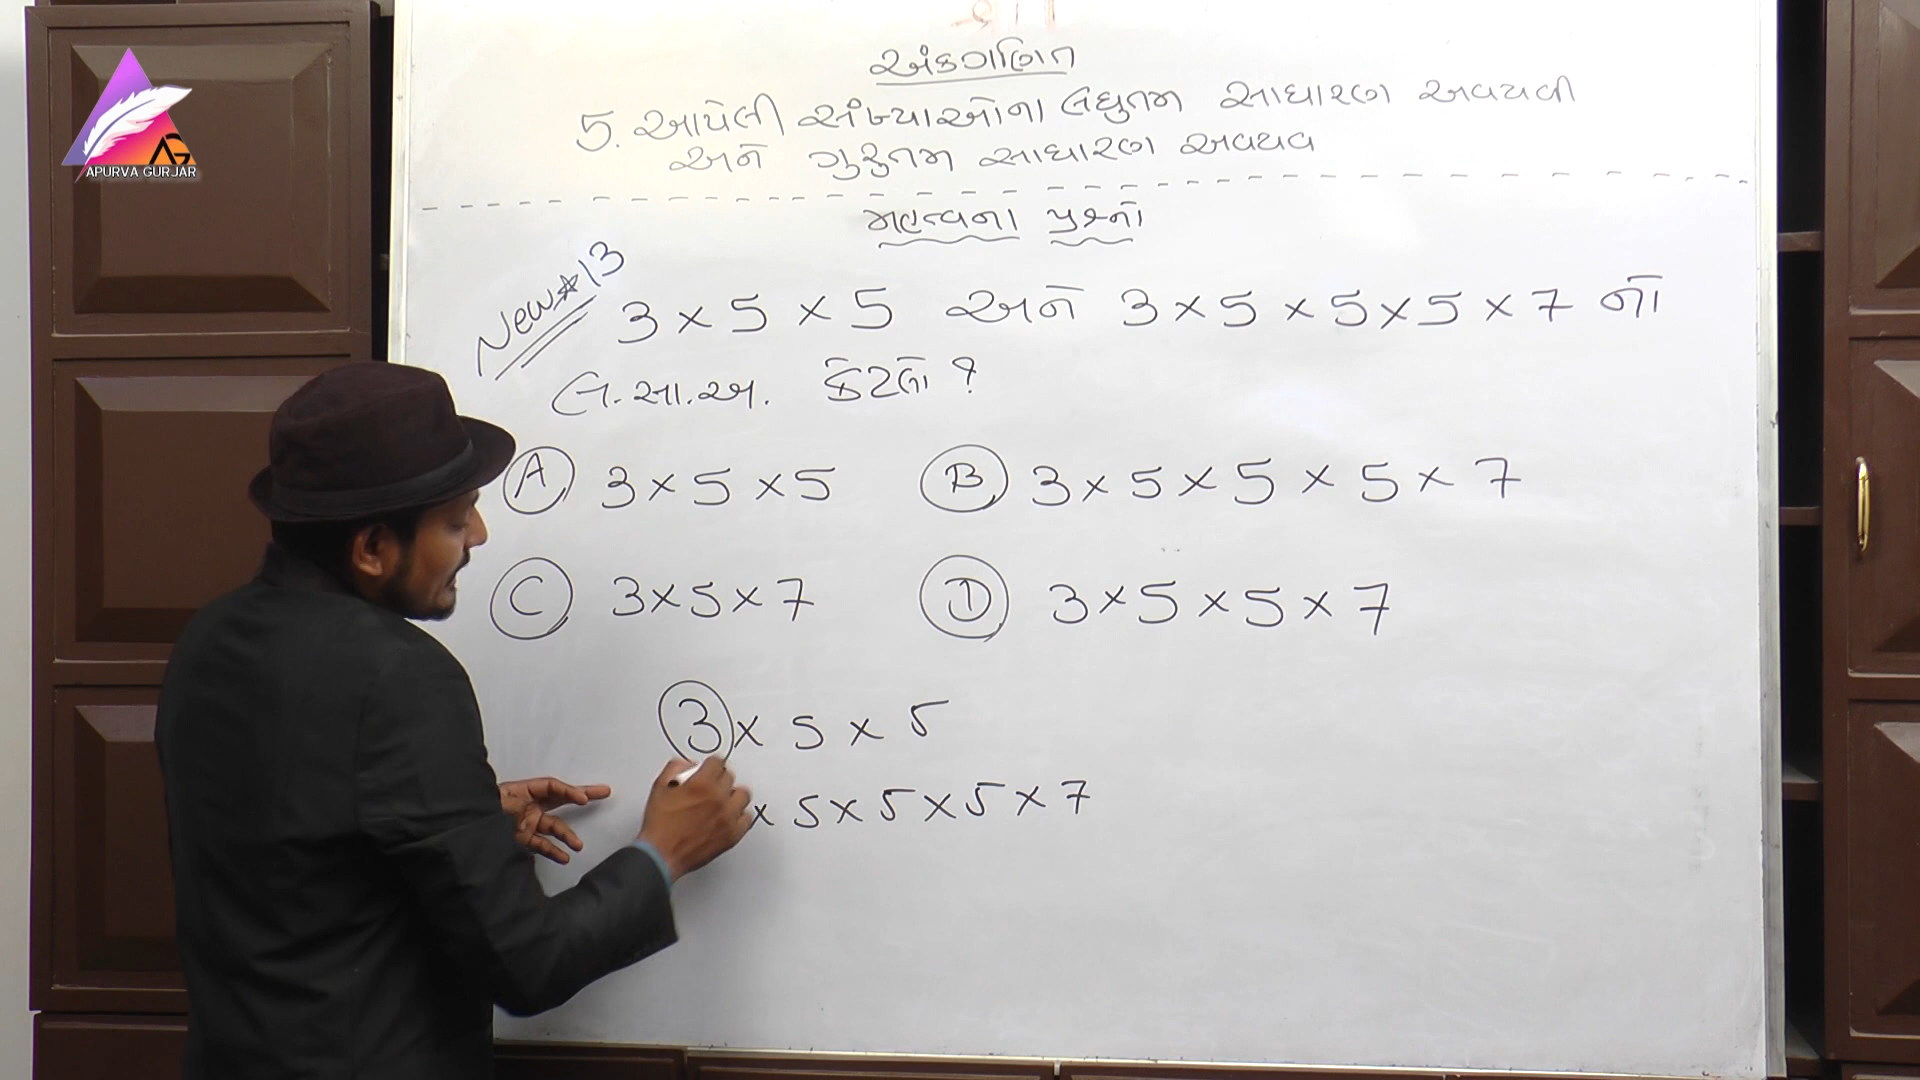 APURVA GURJAR
અંકગણિત
5. આપેલી સંખ્યાઓના લઘુતમ સાધારણ અવયવી
અને ગુરુતમ સાધારણ અવયવ
મહત્વના પ્રશ્નો
New * 13
3 × 5 × 5 અને 3 × 5 × 5 × 5 × 7 નો
લ.સા.અ. કેટલો ?
A 3 × 5 × 5 B 3 × 5 × 5 × 5 × 7
C 3 × 5 × 7 D 3 × 5 × 5 × 7
3 × 5 × 5
× 5 × 5 × 5 × 7